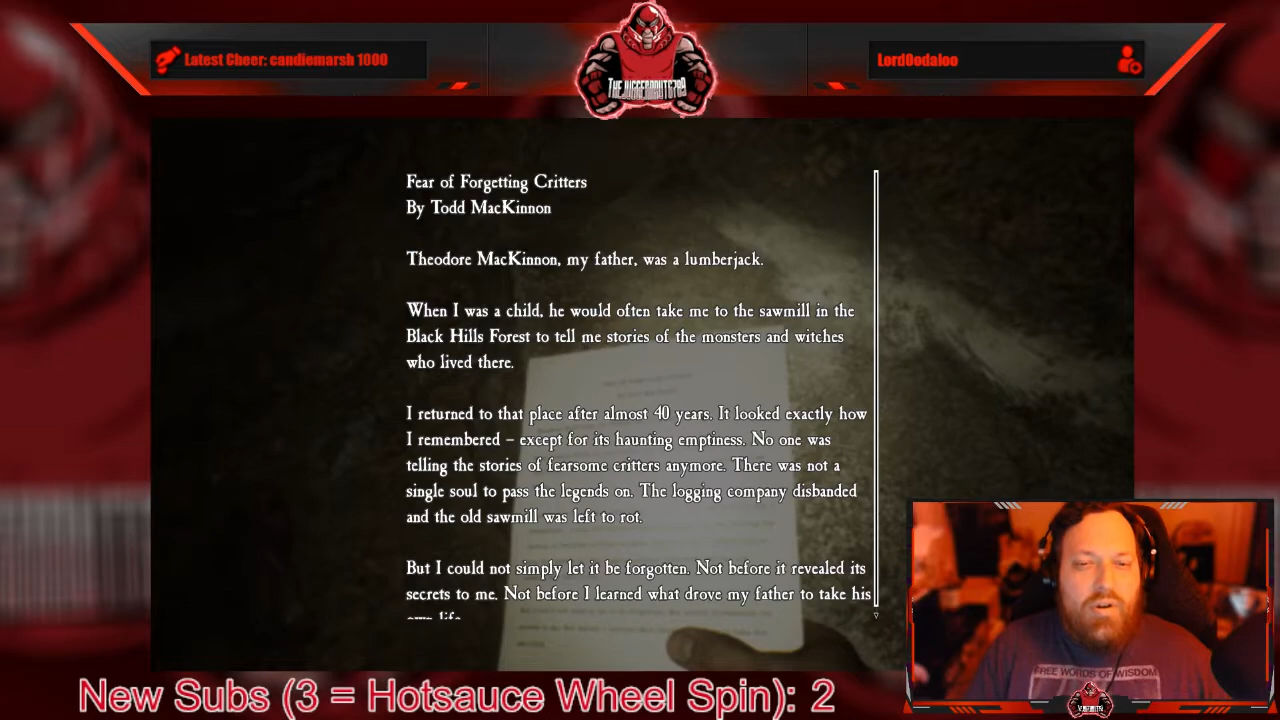 Latest Cheer: candiemarsh 1000
LordOodaloo
Fear of Forgetting Critters
By Todd MacKinnon
Theodore MacKinnon, my father, was a lumberjack.
When I was a child, he would often take me to the sawmill in the
Black Hills Forest to tell me stories of the monsters and witches
who lived there.
I returned to that place after almost 40 years. It looked exactly how
I remembered – except for its haunting emptiness. No one was
telling the stories of fearsome critters anymore. There was not a
single soul to pass the legends on. The logging company disbanded
and the old sawmill was left to rot.
But I could not simply let it be forgotten. Not before it revealed its
secrets to me. Not before I learned what drove my father to take his
own life
FREE WORDS OF WISDOM
New Subs (3 = Hotsauce Wheel Spin): 2